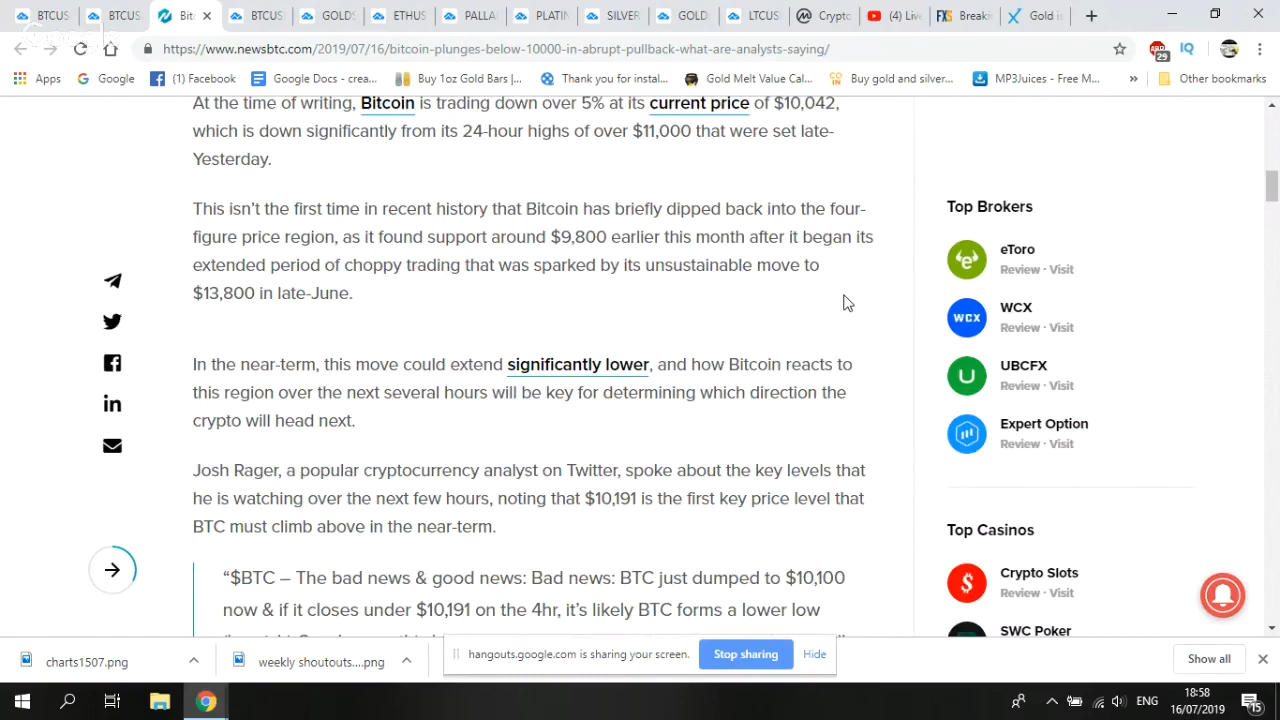 BTCUS
BTCUS
Bit
BTCUS
GOLDS
ETHUS
PALLA
PLATIN
SILVER
GOLD
LTCUS
Crypto
(4) Live
Breaki
Gold is
https://www.newsbtc.com/2019/07/16/bitcoin-plunges-below-10000-in-abrupt-pullback-what-are-analysts-saying/
29
IQ
Apps
Google
(1) Facebook
Google Docs - crea...
Buy 1oz Gold Bars |...
Thank you for instal...
Gold Melt Value Cal...
Buy gold and silver...
MP3Juices - Free M...
»
Other bookmarks
At the time of writing, Bitcoin is trading down over 5% at its current price of $10,042,
which is down significantly from its 24-hour highs of over $11,000 that were set late-
Yesterday.
This isn’t the first time in recent history that Bitcoin has briefly dipped back into the four-
figure price region, as it found support around $9,800 earlier this month after it began its
extended period of choppy trading that was sparked by its unsustainable move to
$13,800 in late-June.
In the near-term, this move could extend significantly lower, and how Bitcoin reacts to
this region over the next several hours will be key for determining which direction the
crypto will head next.
Josh Rager, a popular cryptocurrency analyst on Twitter, spoke about the key levels that
he is watching over the next few hours, noting that $10,191 is the first key price level that
BTC must climb above in the near-term.
“$BTC – The bad news & good news: Bad news: BTC just dumped to $10,100
now & if it closes under $10,191 on the 4hr, it’s likely BTC forms a lower low
Top Brokers
eToro
Review · Visit
WCX
WCX
Review · Visit
UBCFX
Review · Visit
Expert Option
Review · Visit
Top Casinos
Crypto Slots
Review · Visit
SWC Poker
charts1507.png
weekly shoutouts....png
hangouts.google.com is sharing your screen.
Stop sharing
Hide
Show all
ENG
18:58
16/07/2019
15